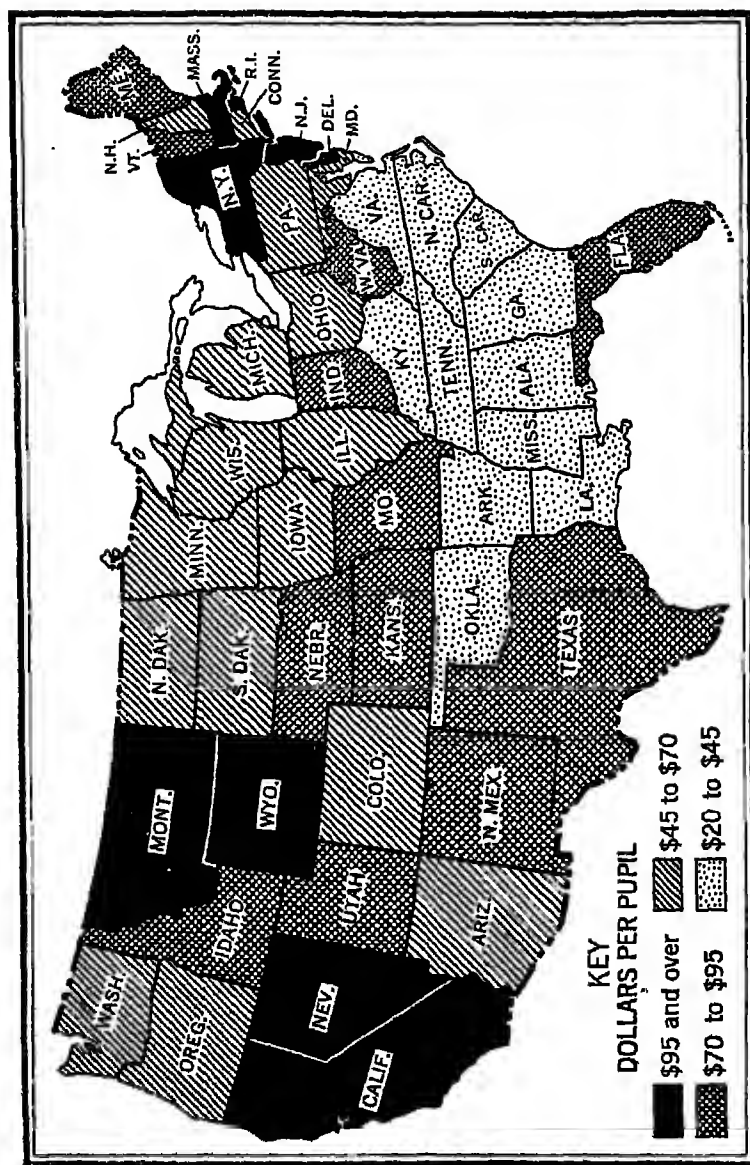 WASH.
OREG.
CALIF.
NEV.
IDAHO
MONT.
WYO.
UTAH
ARIZ.
COLO.
N. MEX.
N. DAK.
S. DAK.
NEBR.
KANS.
OKLA.
TEXAS
MINN.
IOWA
MO.
ARK.
LA.
WIS.
ILL.
MICH.
IND.
OHIO
KY.
TENN.
MISS.
ALA.
GA.
FLA.
S. CAR.
N. CAR.
VA.
W. VA.
PA.
N.Y.
VT.
N.H.
ME.
MASS.
R.I.
CONN.
N.J.
DEL.
MD.
KEY
DOLLARS PER PUPIL
$95 and over
$45 to $70
$70 to $95
$20 to $45